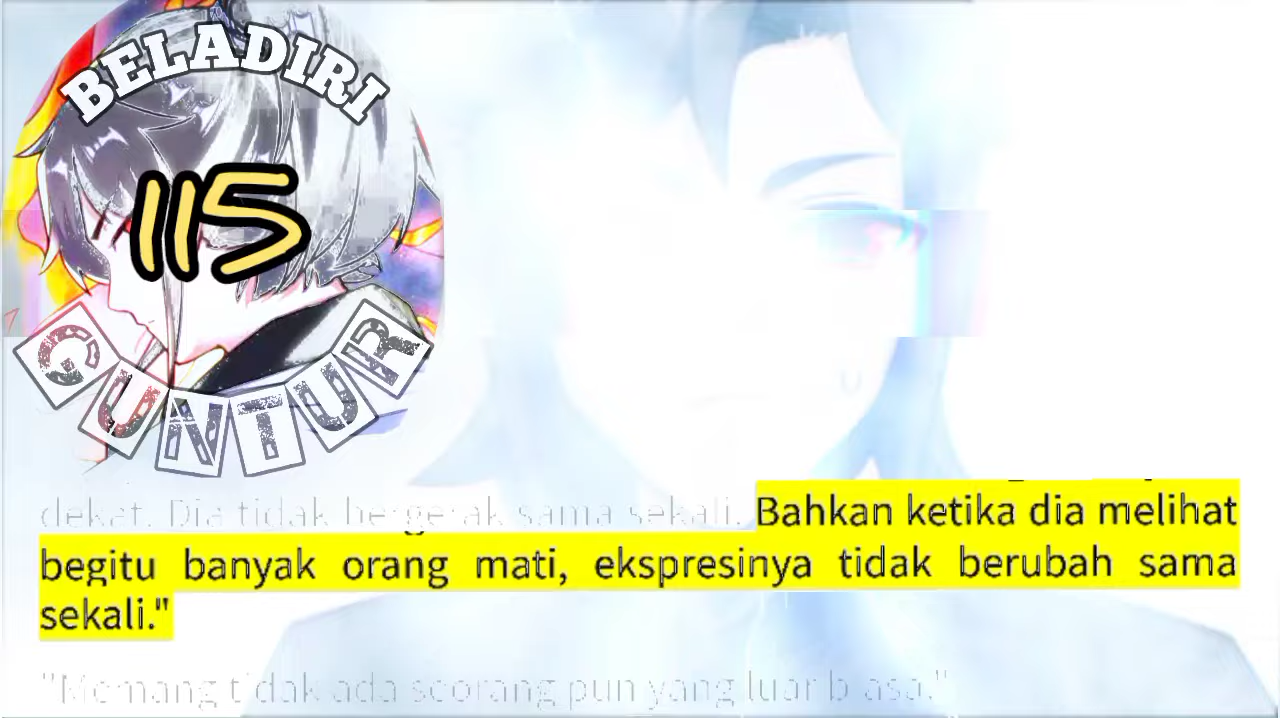 BELADIRI
115
GUNTUR
dekat. Dia tidak bergerak sama sekali. Bahkan ketika dia melihat
begitu banyak orang mati, ekspresinya tidak berubah sama
sekali."
"Memang tidak ada seorang pun yang luar biasa."